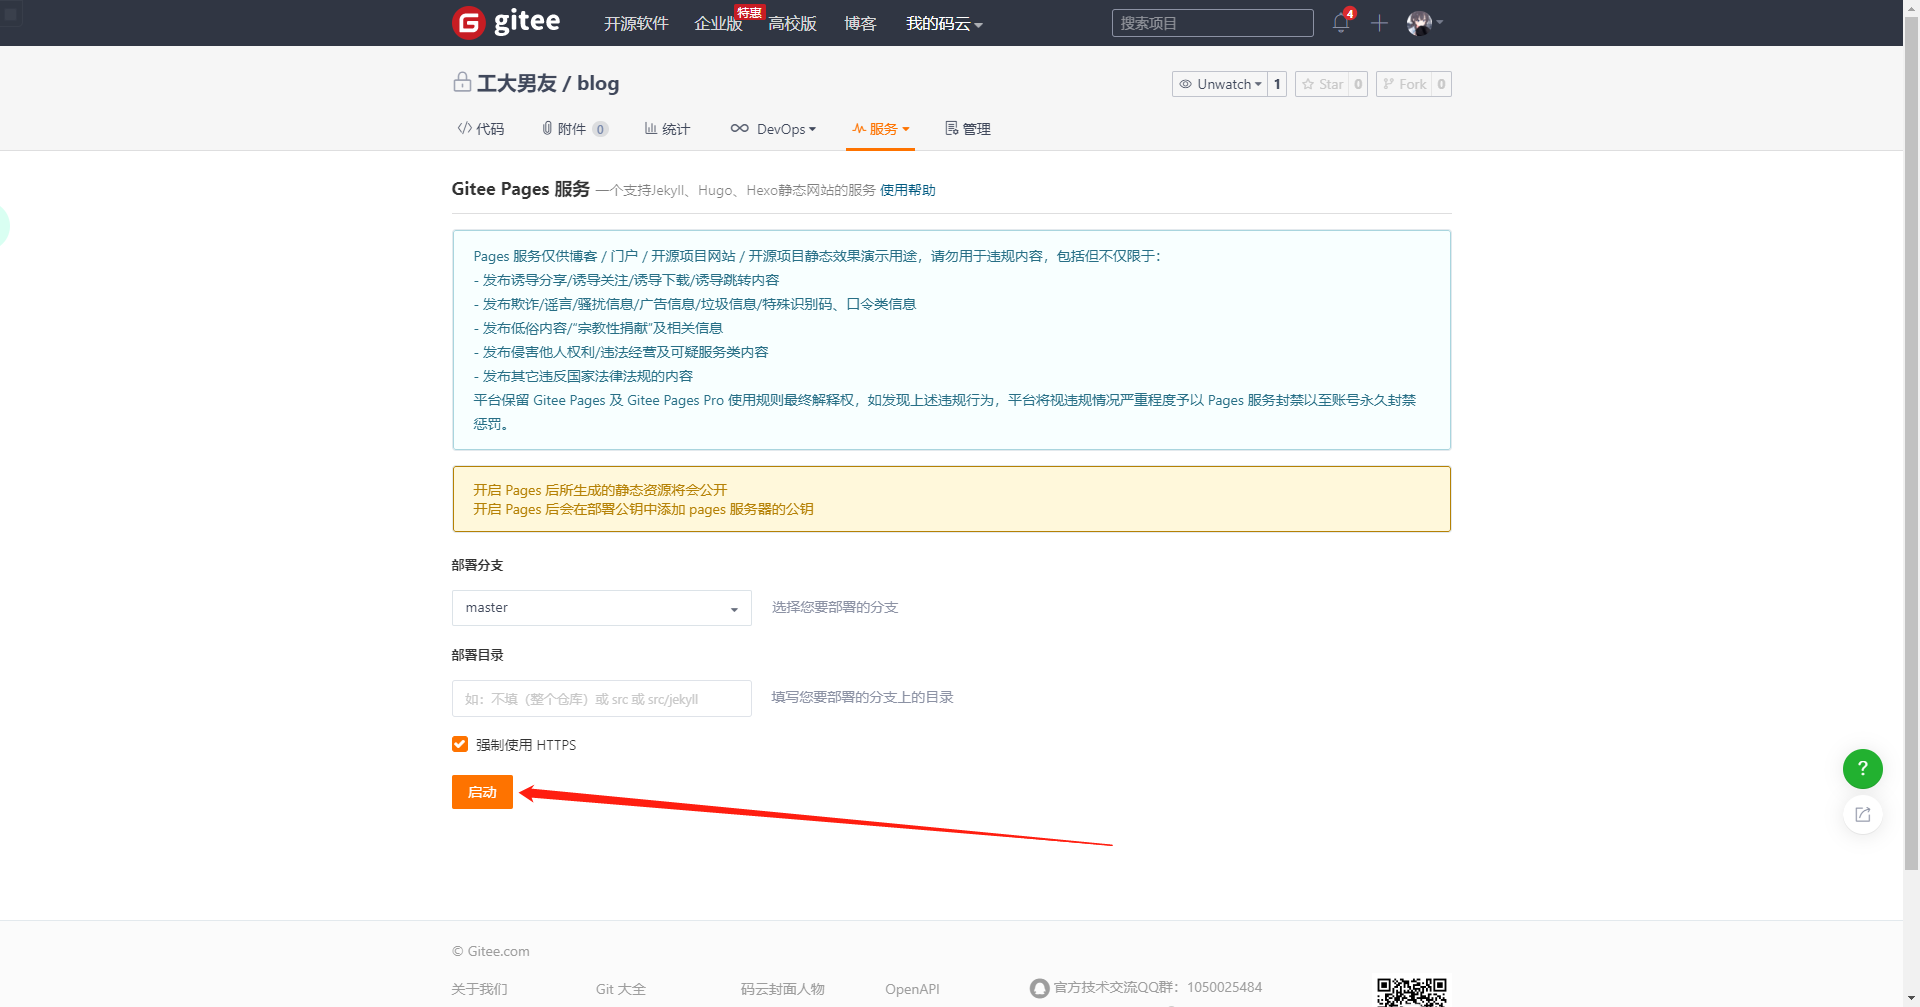 gitee
开源软件
企业版
特惠
高校版
博客
我的码云
搜索项目
4
工大男友 / blog
Unwatch
1
Star
0
Fork
0
代码
附件
0
统计
DevOps
服务
管理
Gitee Pages 服务 一个支持Jekyll、Hugo、Hexo静态网站的服务 使用帮助
Pages 服务仅供博客 / 门户 / 开源项目网站 / 开源项目静态效果演示用途，请勿用于违规内容，包括但不仅限于：
- 发布诱导分享/诱导关注/诱导下载/诱导跳转内容
- 发布欺诈/谣言/骚扰信息/广告信息/垃圾信息/特殊识别码、口令类信息
- 发布低俗内容/“宗教性捐献”及相关信息
- 发布侵害他人权利/违法经营及可疑服务类内容
- 发布其它违反国家法律法规的内容
平台保留 Gitee Pages 及 Gitee Pages Pro 使用规则最终解释权，如发现上述违规行为，平台将视违规情况严重程度予以 Pages 服务封禁以至账号永久封禁
惩罚。
开启 Pages 后所生成的静态资源将会公开
开启 Pages 后会在部署公钥中添加 pages 服务器的公钥
部署分支
master
选择您要部署的分支
部署目录
如：不填（整个仓库）或 src 或 src/jekyll
填写您要部署的分支上的目录
强制使用 HTTPS
启动
?
© Gitee.com
关于我们
Git 大全
码云封面人物
OpenAPI
官方技术交流QQ群：1050025484